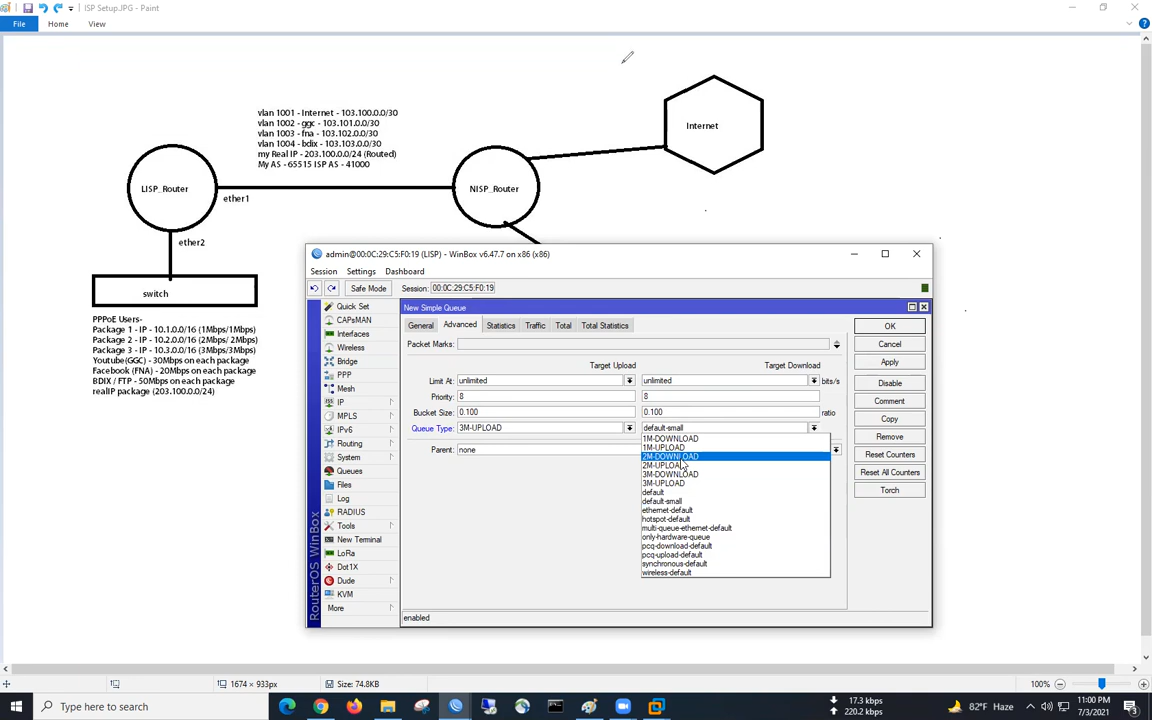 ISP Setup.JPG - Paint
File Home View
vlan 1001 - Internet - 103.100.0.0/30
vlan 1002 - ggc - 103.101.0.0/30
vlan 1003 - fna - 103.102.0.0/30
vlan 1004 - bdix - 103.103.0.0/30
my Real IP - 203.100.0.0/24 (Routed)
My AS - 65515 ISP AS - 41000
Internet
LISP_Router
NISP_Router
ether1
ether2
switch
PPPoE Users-
Package 1 - IP - 10.1.0.0/16 (1Mbps/1Mbps)
Package 2 - IP - 10.2.0.0/16 (2Mbps/ 2Mbps)
Package 3 - IP - 10.3.0.0/16 (3Mbps/3Mbps)
Youtube(GGC) - 30Mbps on each package
Facebook (FNA) - 20Mbps on each package
BDIX / FTP - 50Mbps on each package
realIP package (203.100.0.0/24)
admin@00:0C:29:C5:F0:19 (LISP) - WinBox v6.47.7 on x86 (x86)
Session Settings Dashboard
Safe Mode Session: 00:0C:29:C5:F0:19
RouterOS WinBox
Quick Set
CAPsMAN
Interfaces
Wireless
Bridge
PPP
Mesh
IP
MPLS
IPv6
Routing
System
Queues
Files
Log
RADIUS
Tools
New Terminal
LoRa
Dot1X
Dude
KVM
More
New Simple Queue
General Advanced Statistics Traffic Total Total Statistics
Packet Marks:
Target Upload Target Download
Limit At: unlimited unlimited bits/s
Priority: 8 8
Bucket Size: 0.100 0.100 ratio
Queue Type: 3M-UPLOAD default-small
Parent: none
1M-DOWNLOAD
1M-UPLOAD
2M-DOWNLOAD
2M-UPLOAD
3M-DOWNLOAD
3M-UPLOAD
default
default-small
ethernet-default
hotspot-default
multi-queue-ethernet-default
only-hardware-queue
pcq-download-default
pcq-upload-default
synchronous-default
wireless-default
OK
Cancel
Apply
Disable
Comment
Copy
Remove
Reset Counters
Reset All Counters
Torch
enabled
1674 × 933px Size: 74.8KB 100%
Type here to search
17.3 kbps
220.2 kbps
82°F Haze
11:00 PM
7/3/2021
3